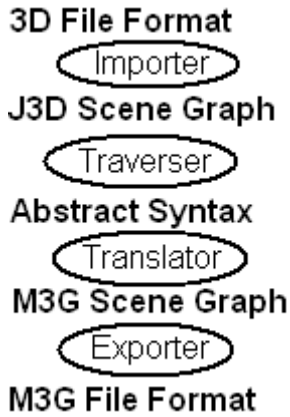 3D File Format
Importer
J3D Scene Graph
Traverser
Abstract Syntax
Translator
M3G Scene Graph
Exporter
M3G File Format